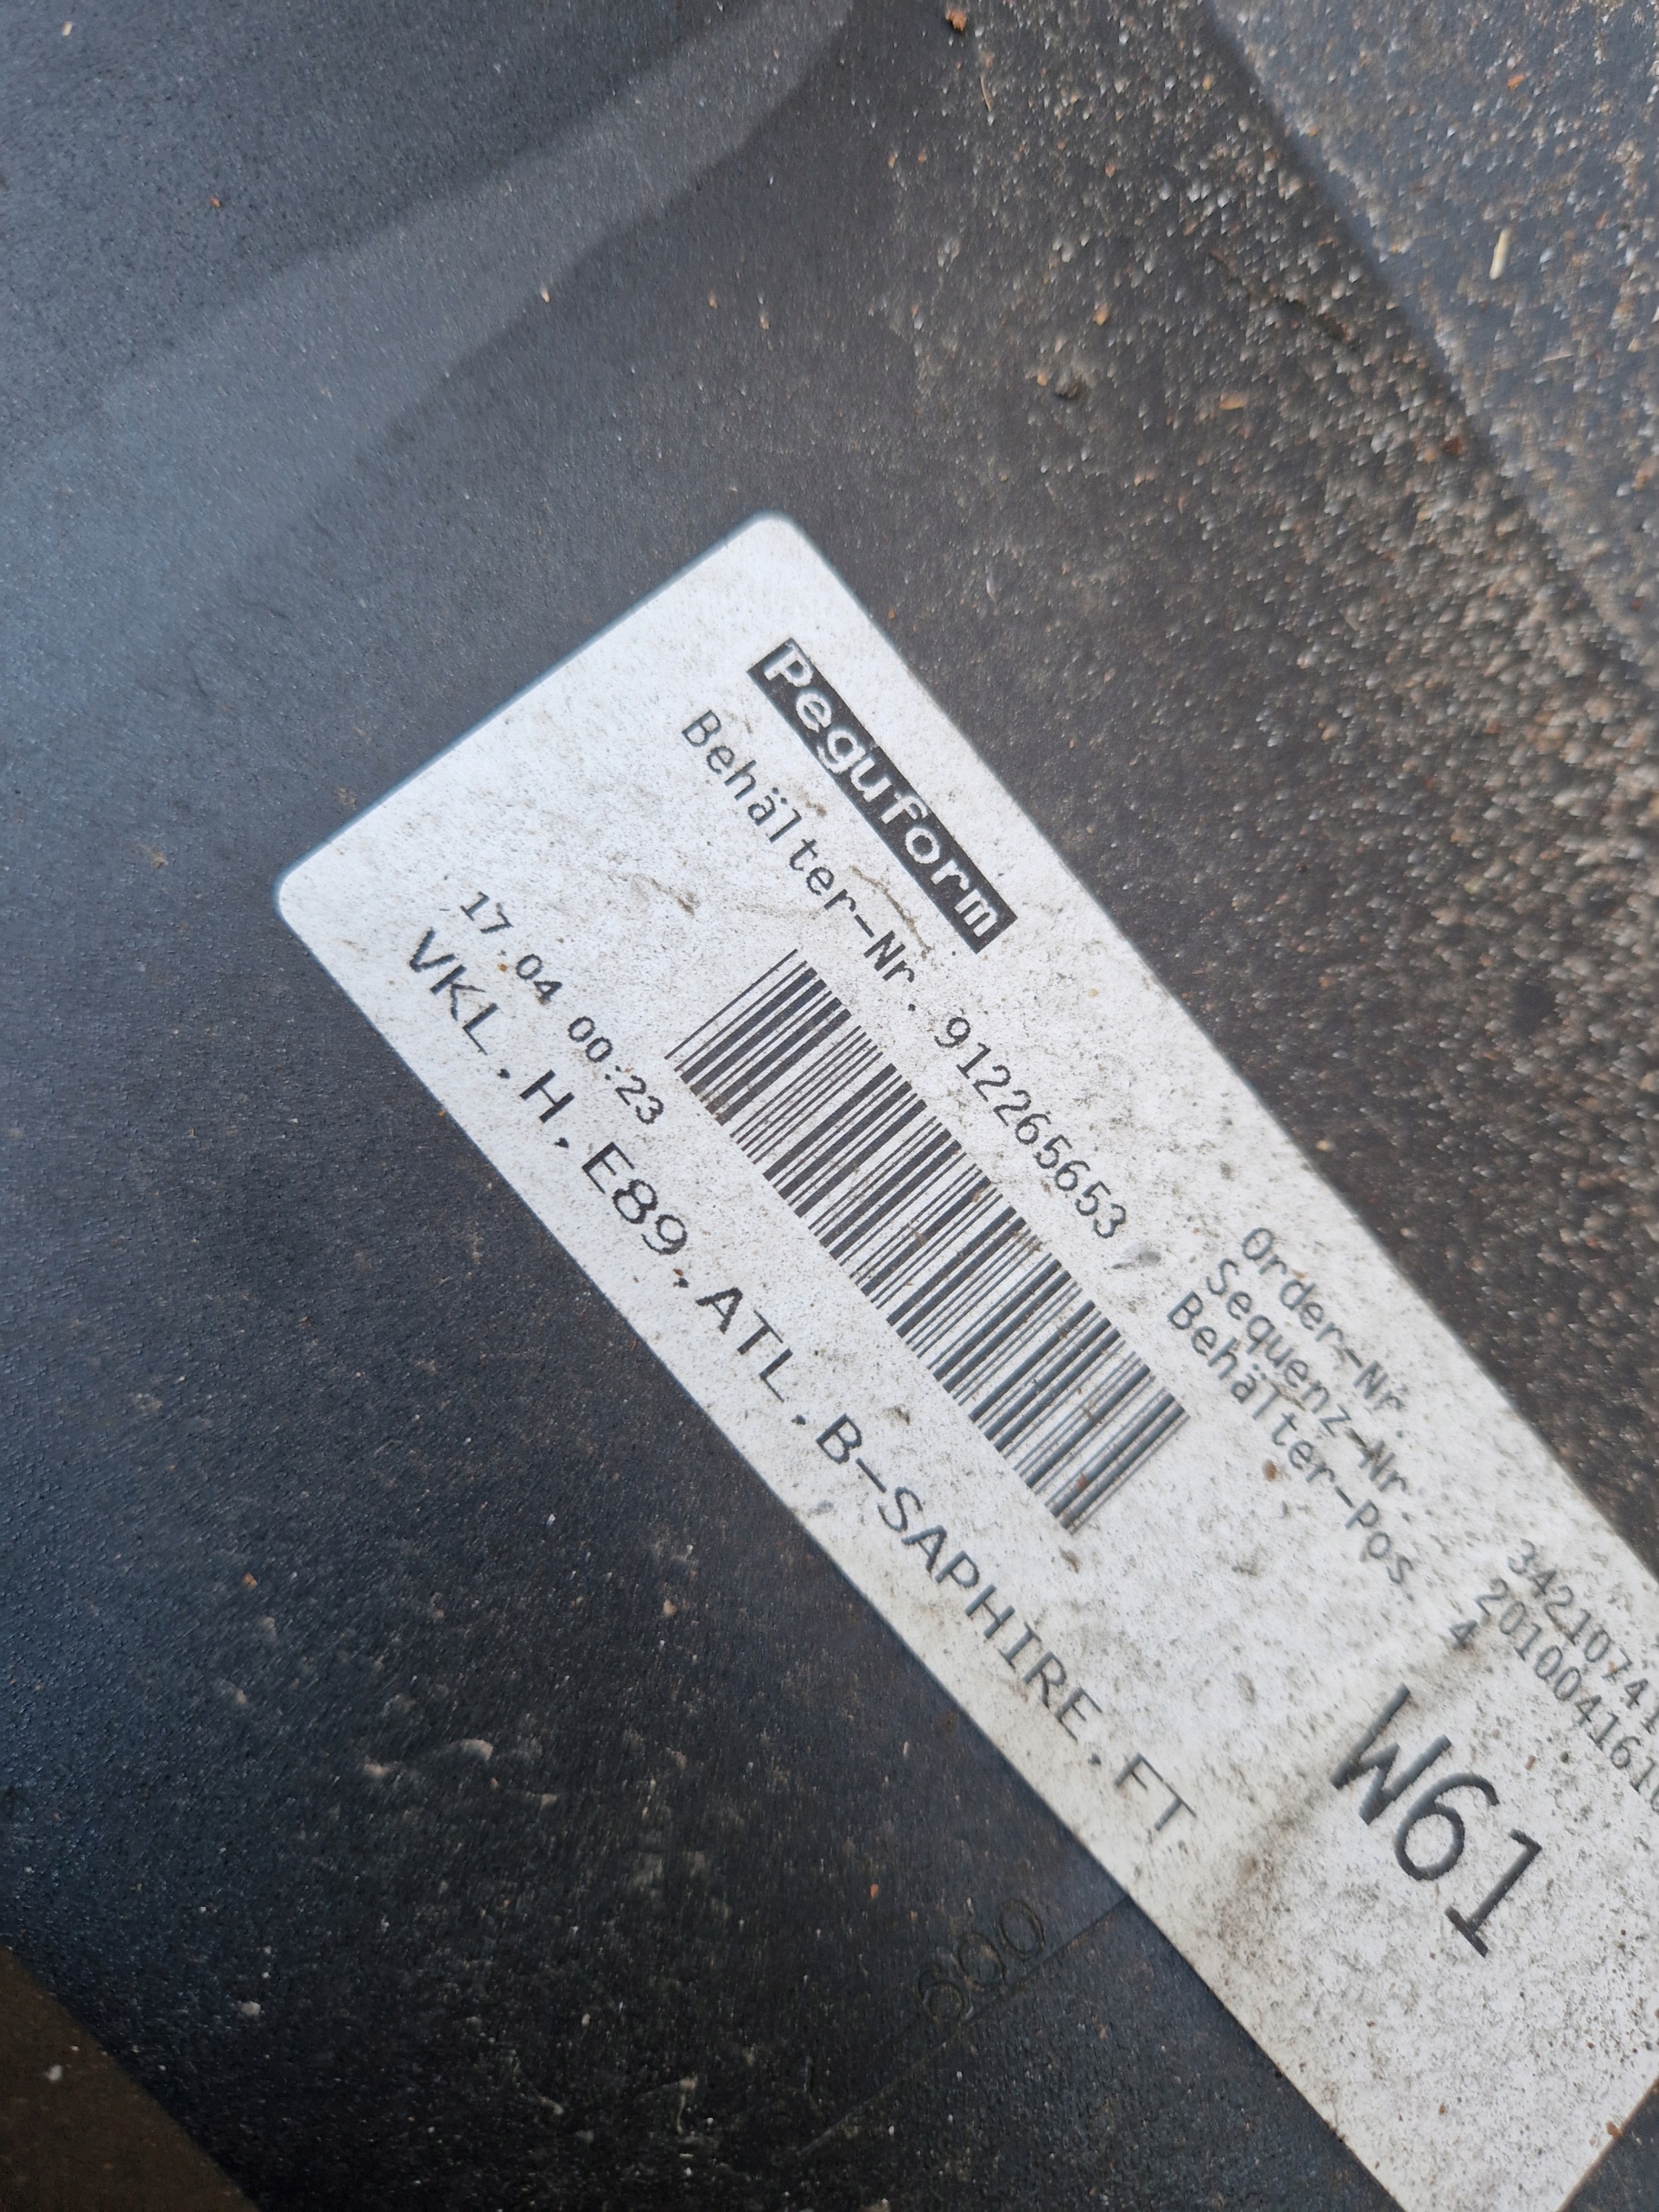 Peguform
Behälter-Nr. 912265653
Order-Nr.
Sequenz-Nr.
Behälter-Pos. 4
17.04 00:23
VKL.H.E89.ATL.B-SAPHIRE.FT
W61
600